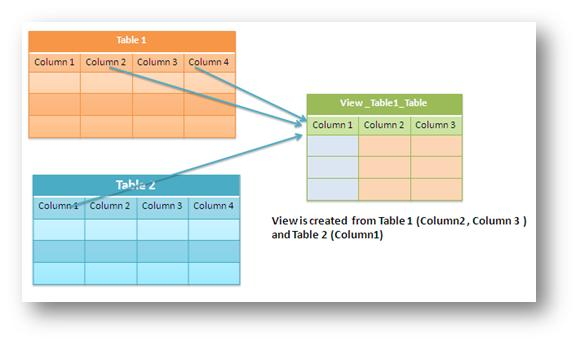 Table 1
Column 1 Column 2 Column 3 Column 4
View _Table1_Table
Column 1 Column 2 Column 3
Table 2
Column 1 Column 2 Column 3 Column 4
View is created from Table 1 (Column2 , Column 3 )
and Table 2 (Column1)